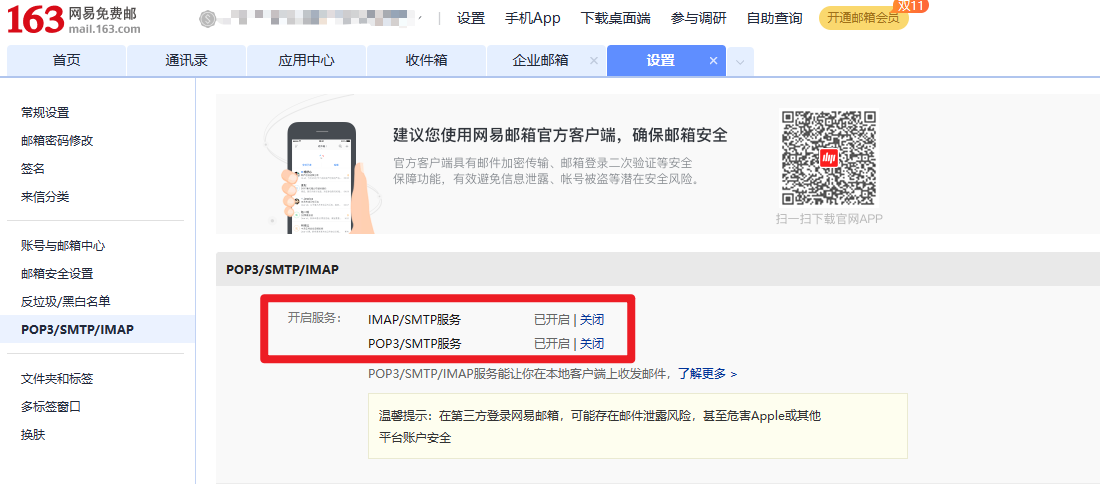 163 网易免费邮
mail.163.com
设置
手机App
下载桌面端
参与调研
自助查询
开通邮箱会员
双11
首页
通讯录
应用中心
收件箱
企业邮箱
设置
常规设置
邮箱密码修改
签名
来信分类
账号与邮箱中心
邮箱安全设置
反垃圾/黑白名单
POP3/SMTP/IMAP
文件夹和标签
多标签窗口
换肤
建议您使用网易邮箱官方客户端，确保邮箱安全
官方客户端具有邮件加密传输、邮箱登录二次验证等安全
保障功能，有效避免信息泄露、帐号被盗等潜在安全风险。
扫一扫下载官网APP
POP3/SMTP/IMAP
开启服务： IMAP/SMTP服务 已开启 | 关闭
POP3/SMTP服务 已开启 | 关闭
POP3/SMTP/IMAP服务能让你在本地客户端上收发邮件，了解更多 >
温馨提示：在第三方登录网易邮箱，可能存在邮件泄露风险，甚至危害Apple或其他
平台账户安全